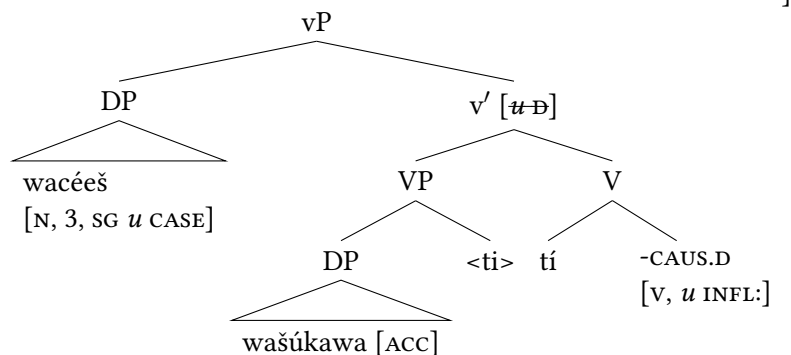 ]
vP
DP v′ [u D]
wacéeš VP V
[N, 3, SG u CASE]
DP <ti> tí -CAUS.D
[V, u INFL:]
wašúkawa [ACC]